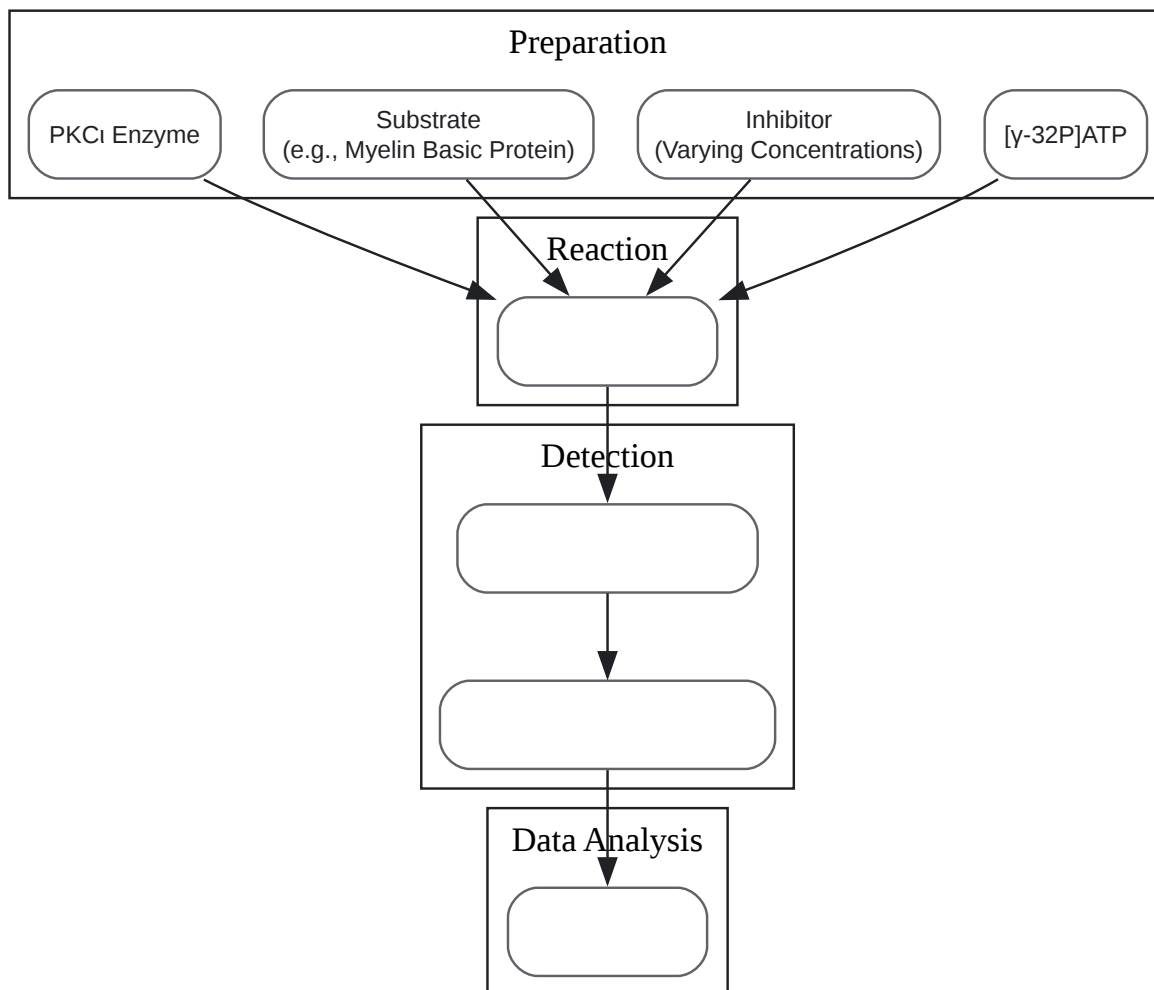 Preparation
PKCι Enzyme
Substrate
(e.g., Myelin Basic Protein)
Inhibitor
(Varying Concentrations)
[γ-32P]ATP
Reaction
Detection
Data Analysis